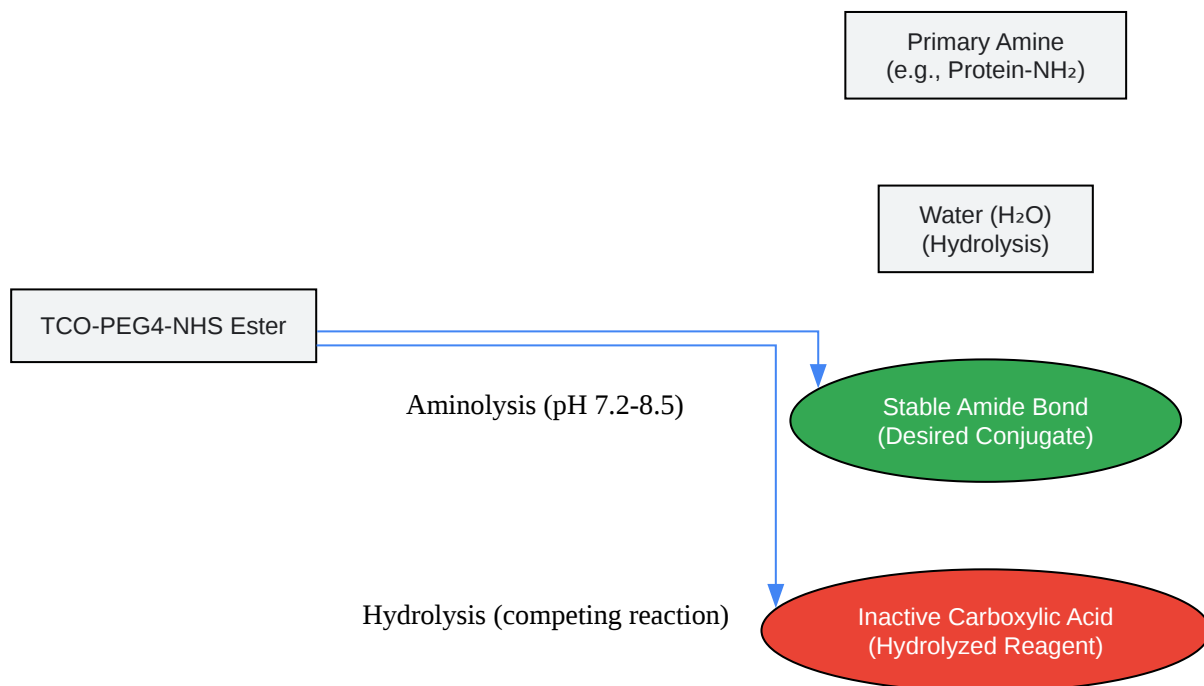 Primary Amine
(e.g., Protein-NH₂)
Water (H₂O)
(Hydrolysis)
TCO-PEG4-NHS Ester
Aminolysis (pH 7.2-8.5)
Stable Amide Bond
(Desired Conjugate)
Hydrolysis (competing reaction)
Inactive Carboxylic Acid
(Hydrolyzed Reagent)